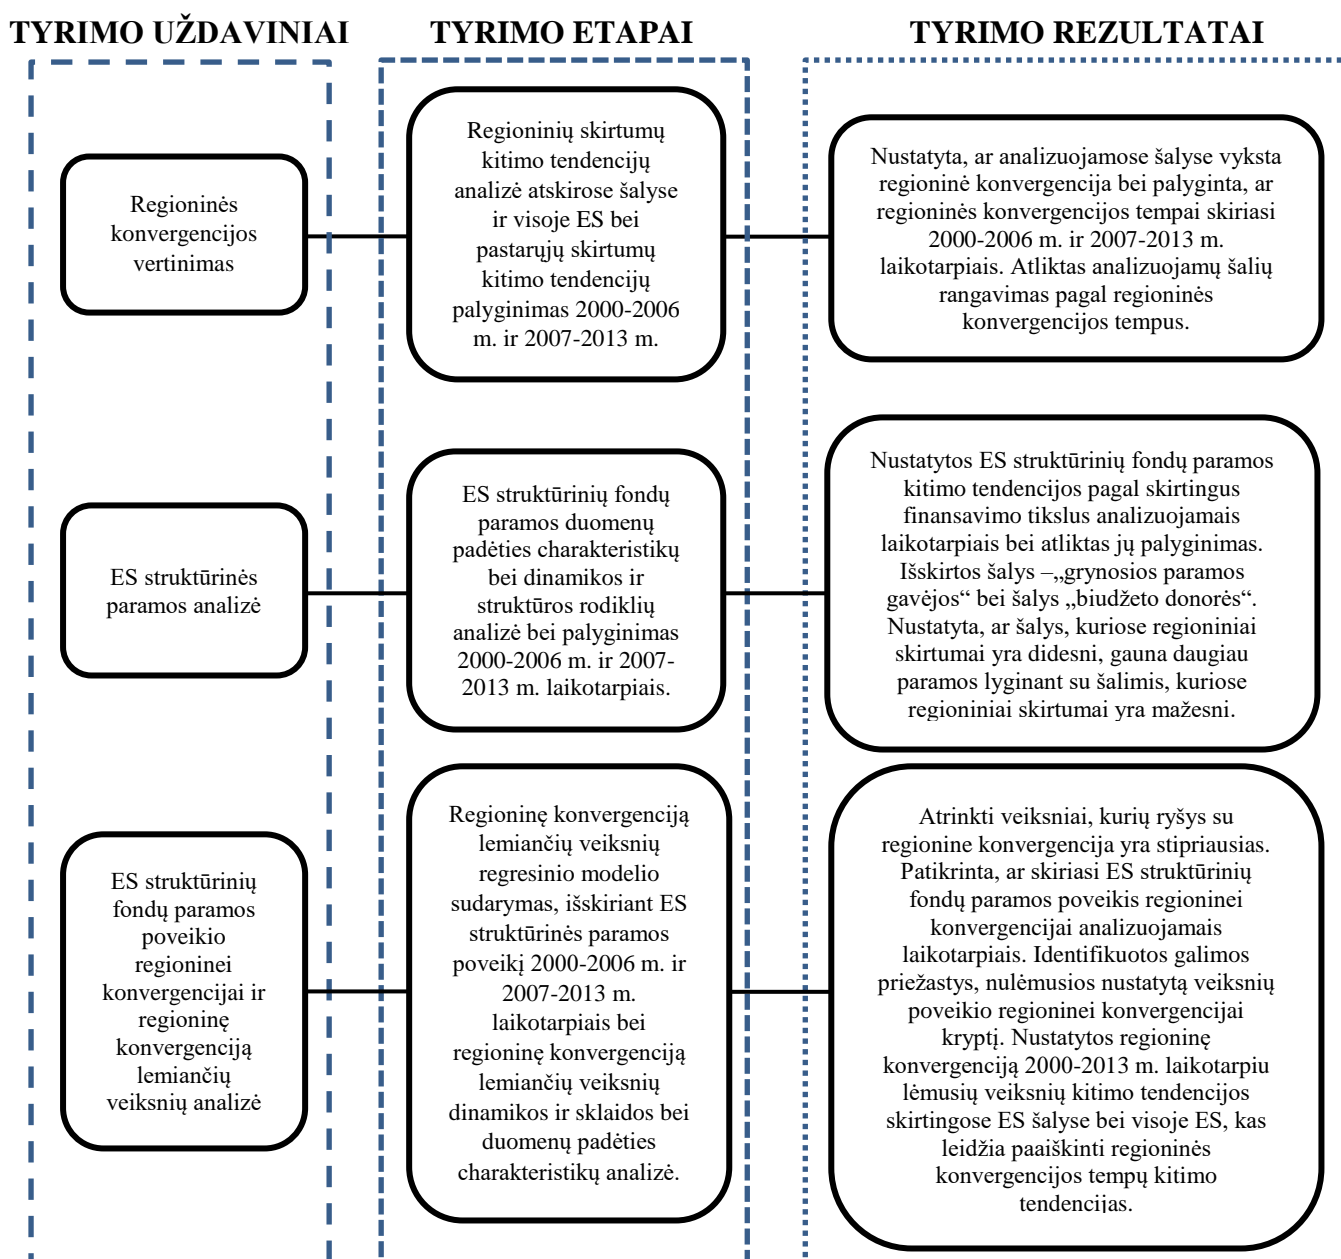 TYRIMO UŽDAVINIAI
TYRIMO ETAPAI
TYRIMO REZULTATAI
Regioninės
konvergencijos
vertinimas
Regioninių skirtumų
kitimo tendencijų
analizė atskirose šalyse
ir visoje ES bei
pastarųjų skirtumų
kitimo tendencijų
palyginimas 2000-2006
m. ir 2007-2013 m.
Nustatyta, ar analizuojamose šalyse vyksta
regioninė konvergencija bei palyginta, ar
regioninės konvergencijos tempai skiriasi
2000-2006 m. ir 2007-2013 m.
laikotarpiais. Atliktas analizuojamų šalių
rangavimas pagal regioninės
konvergencijos tempus.
ES struktūrinės
paramos analizė
ES struktūrinių fondų
paramos duomenų
padėties charakteristikų
bei dinamikos ir
struktūros rodiklių
analizė bei palyginimas
2000-2006 m. ir 2007-
2013 m. laikotarpiais.
Nustatytos ES struktūrinių fondų paramos
kitimo tendencijos pagal skirtingus
finansavimo tikslus analizuojamais
laikotarpiais bei atliktas jų palyginimas.
Išskirtos šalys –„grynosios paramos
gavėjos“ bei šalys „biudžeto donorės“.
Nustatyta, ar šalys, kuriose regioniniai
skirtumai yra didesni, gauna daugiau
paramos lyginant su šalimis, kuriose
regioniniai skirtumai yra mažesni.
ES struktūrinių
fondų paramos
poveikio
regioninei
konvergencijai ir
regioninę
konvergenciją
lemiančių
veiksnių analizė
Regioninę konvergenciją
lemiančių veiksnių
regresinio modelio
sudarymas, išskiriant ES
struktūrinės paramos
poveikį 2000-2006 m. ir
2007-2013 m.
laikotarpiais bei
regioninę konvergenciją
lemiančių veiksnių
dinamikos ir sklaidos bei
duomenų padėties
charakteristikų analizė.
Atrinkti veiksniai, kurių ryšys su
regionine konvergencija yra stipriausias.
Patikrinta, ar skiriasi ES struktūrinių
fondų paramos poveikis regioninei
konvergencijai analizuojamais
laikotarpiais. Identifikuotos galimos
priežastys, nulėmusios nustatytą veiksnių
poveikio regioninei konvergencijai
kryptį. Nustatytos regioninę
konvergenciją 2000-2013 m. laikotarpiu
lėmusių veiksnių kitimo tendencijos
skirtingose ES šalyse bei visoje ES, kas
leidžia paaiškinti regioninės
konvergencijos tempų kitimo
tendencijas.